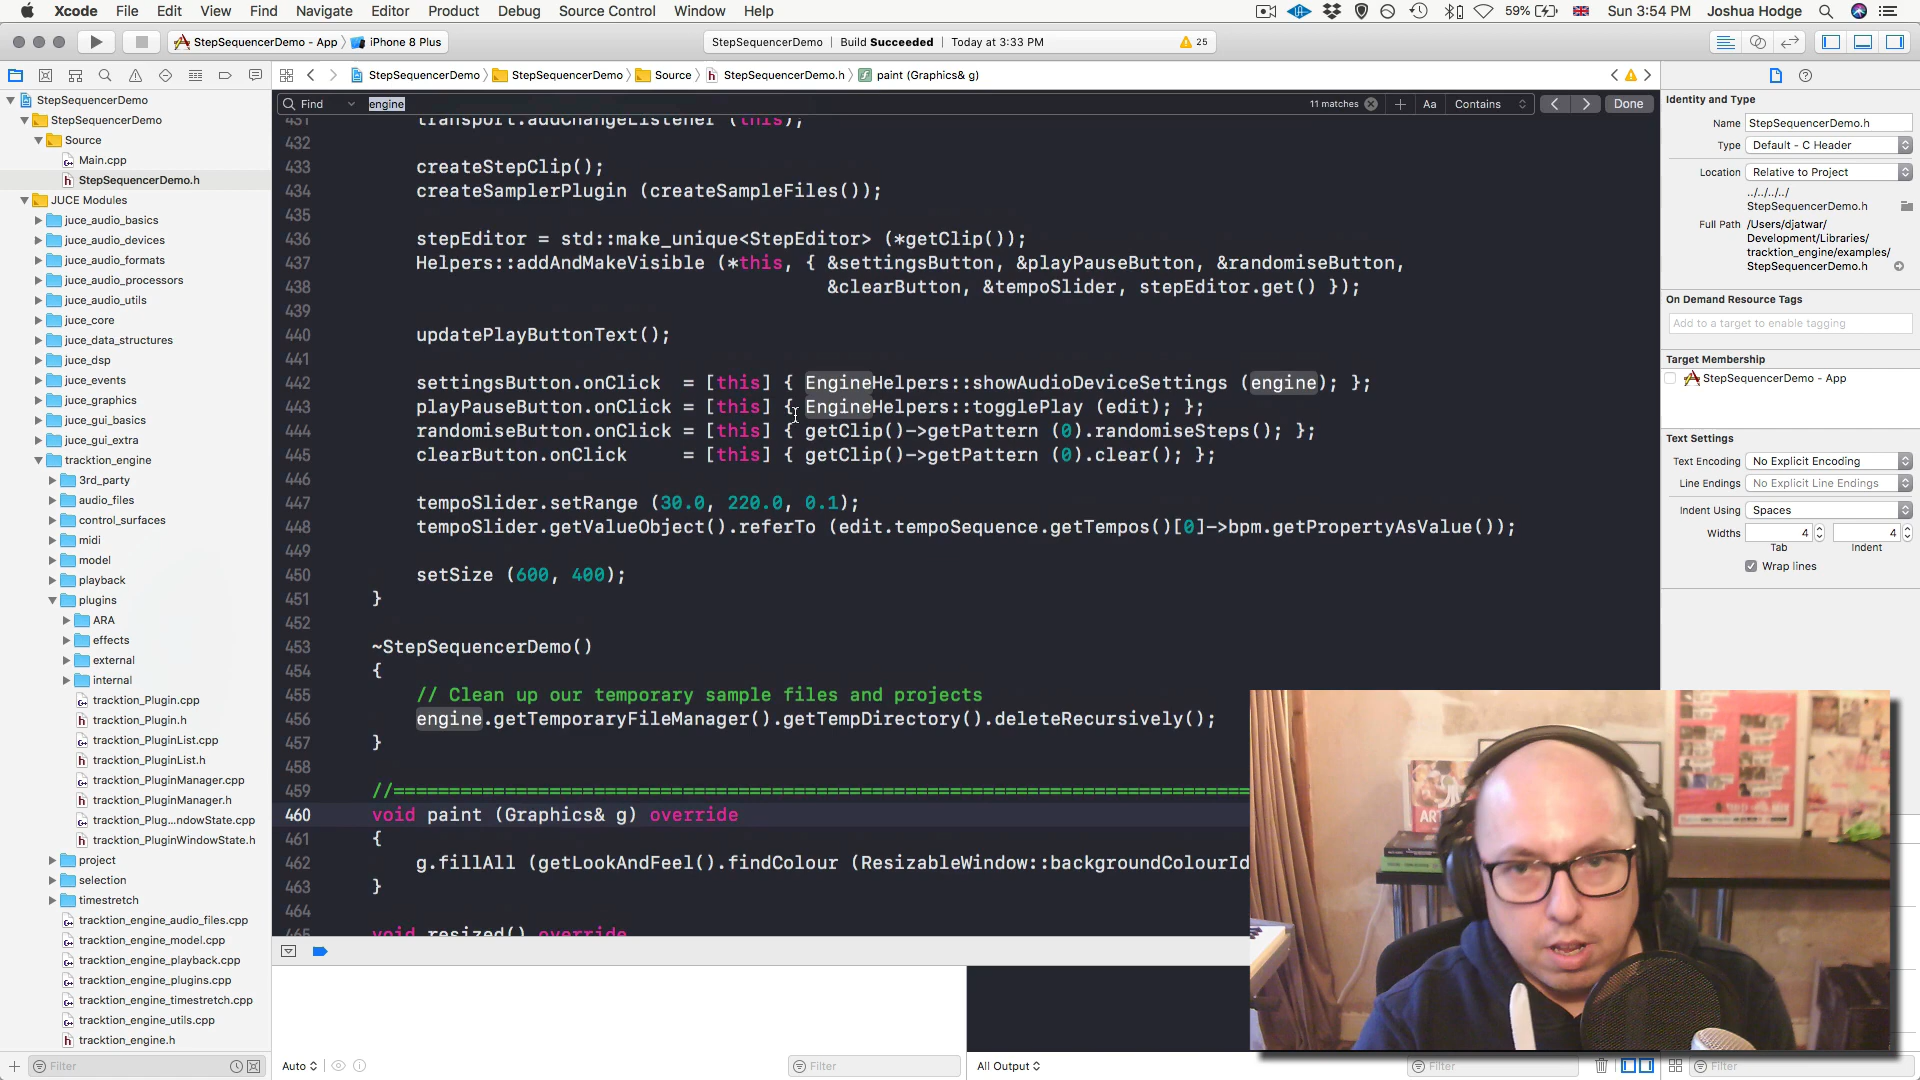 Xcode File Edit View Find Navigate Editor Product Debug Source Control Window Help 59% Sun 3:54 PM Joshua Hodge
StepSequencerDemo - App iPhone 8 Plus StepSequencerDemo Build Succeeded Today at 3:33 PM 25
StepSequencerDemo StepSequencerDemo Source StepSequencerDemo.h paint (Graphics& g)
Find engine 11 matches + Aa Contains Done
StepSequencerDemo
StepSequencerDemo
Source
Main.cpp
StepSequencerDemo.h
JUCE Modules
juce_audio_basics
juce_audio_devices
juce_audio_formats
juce_audio_processors
juce_audio_utils
juce_core
juce_data_structures
juce_dsp
juce_events
juce_graphics
juce_gui_basics
juce_gui_extra
tracktion_engine
3rd_party
audio_files
control_surfaces
midi
model
playback
plugins
ARA
effects
external
internal
tracktion_Plugin.cpp
tracktion_Plugin.h
tracktion_PluginList.cpp
tracktion_PluginList.h
tracktion_PluginManager.cpp
tracktion_PluginManager.h
tracktion_Plug...ndowState.cpp
tracktion_PluginWindowState.h
project
selection
timestretch
tracktion_engine_audio_files.cpp
tracktion_engine_model.cpp
tracktion_engine_playback.cpp
tracktion_engine_plugins.cpp
tracktion_engine_timestretch.cpp
tracktion_engine_utils.cpp
tracktion_engine.h
Filter
431 transport.addChangeListener (this);
432
433 createStepClip();
434 createSamplerPlugin (createSampleFiles());
435
436 stepEditor = std::make_unique<StepEditor> (*getClip());
437 Helpers::addAndMakeVisible (*this, { &settingsButton, &playPauseButton, &randomiseButton,
438 &clearButton, &tempoSlider, stepEditor.get() });
439
440 updatePlayButtonText();
441
442 settingsButton.onClick = [this] { EngineHelpers::showAudioDeviceSettings (engine); };
443 playPauseButton.onClick = [this] { EngineHelpers::togglePlay (edit); };
444 randomiseButton.onClick = [this] { getClip()->getPattern (0).randomiseSteps(); };
445 clearButton.onClick = [this] { getClip()->getPattern (0).clear(); };
446
447 tempoSlider.setRange (30.0, 220.0, 0.1);
448 tempoSlider.getValueObject().referTo (edit.tempoSequence.getTempos()[0]->bpm.getPropertyAsValue());
449
450 setSize (600, 400);
451 }
452
453 ~StepSequencerDemo()
454 {
455 // Clean up our temporary sample files and projects
456 engine.getTemporaryFileManager().getTempDirectory().deleteRecursively();
457 }
458
459 //==============================================================================
460 void paint (Graphics& g) override
461 {
462 g.fillAll (getLookAndFeel().findColour (ResizableWindow::backgroundColourId
463 }
464
465 void resized() override
Auto Filter All Output Filter
Identity and Type
Name StepSequencerDemo.h
Type Default - C Header
Location Relative to Project
../../../../
StepSequencerDemo.h
Full Path /Users/djatwar/
Development/Libraries/
tracktion_engine/examples/
StepSequencerDemo.h
On Demand Resource Tags
Add to a target to enable tagging
Target Membership
StepSequencerDemo - App
Text Settings
Text Encoding No Explicit Encoding
Line Endings No Explicit Line Endings
Indent Using Spaces
Widths 4 4
Tab Indent
Wrap lines
Filter